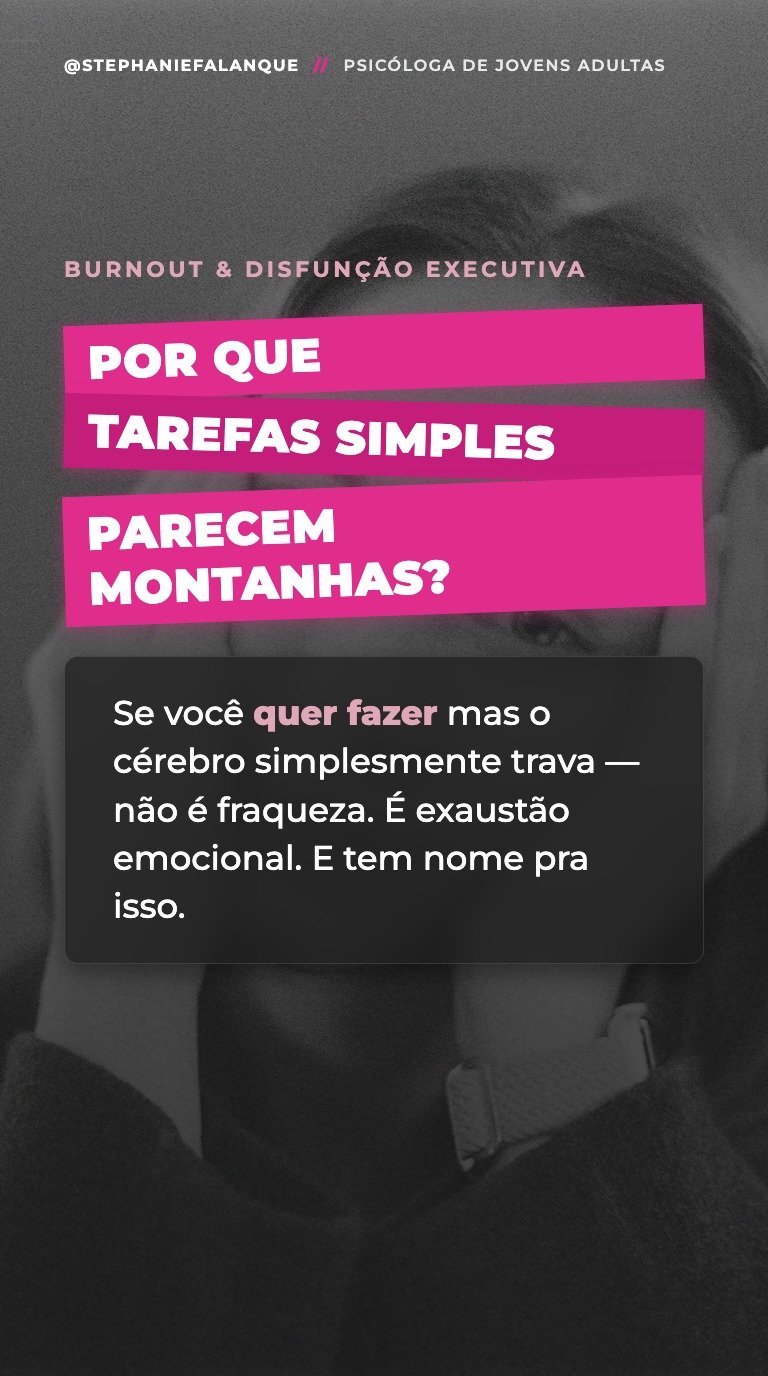 @STEPHANIEFALANQUE // PSICÓLOGA DE JOVENS ADULTAS
BURNOUT & DISFUNÇÃO EXECUTIVA
POR QUE
TAREFAS SIMPLES
PARECEM
MONTANHAS?
Se você quer fazer mas o
cérebro simplesmente trava —
não é fraqueza. É exaustão
emocional. E tem nome pra
isso.